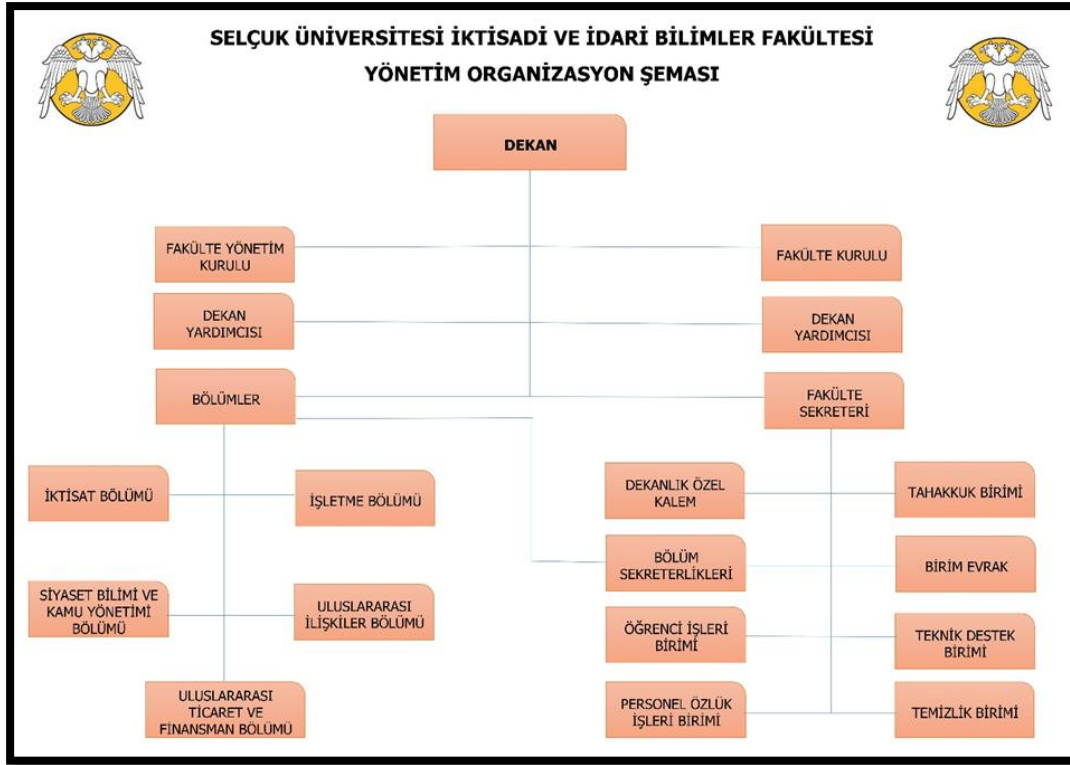 SELÇUK ÜNİVERSİTESİ İKTİSADİ VE İDARİ BİLİMLER FAKÜLTESİ
YÖNETİM ORGANİZASYON ŞEMASI
DEKAN
FAKÜLTE YÖNETİM
KURULU
FAKÜLTE KURULU
DEKAN
YARDIMCISI
DEKAN
YARDIMCISI
BÖLÜMLER
FAKÜLTE
SEKRETERİ
İKTİSAT BÖLÜMÜ
İŞLETME BÖLÜMÜ
DEKANLIK ÖZEL
KALEM
TAHAKKUK BİRİMİ
BÖLÜM
SEKRETERLİKLERİ
BİRİM EVRAK
SİYASET BİLİMİ VE
KAMU YÖNETİMİ
BÖLÜMÜ
ULUSLARARASI
İLİŞKİLER BÖLÜMÜ
ÖĞRENCİ İŞLERİ
BİRİMİ
TEKNİK DESTEK
BİRİMİ
ULUSLARARASI
TİCARET VE
FİNANSMAN BÖLÜMÜ
PERSONEL ÖZLÜK
İŞLERİ BİRİMİ
TEMİZLİK BİRİMİ